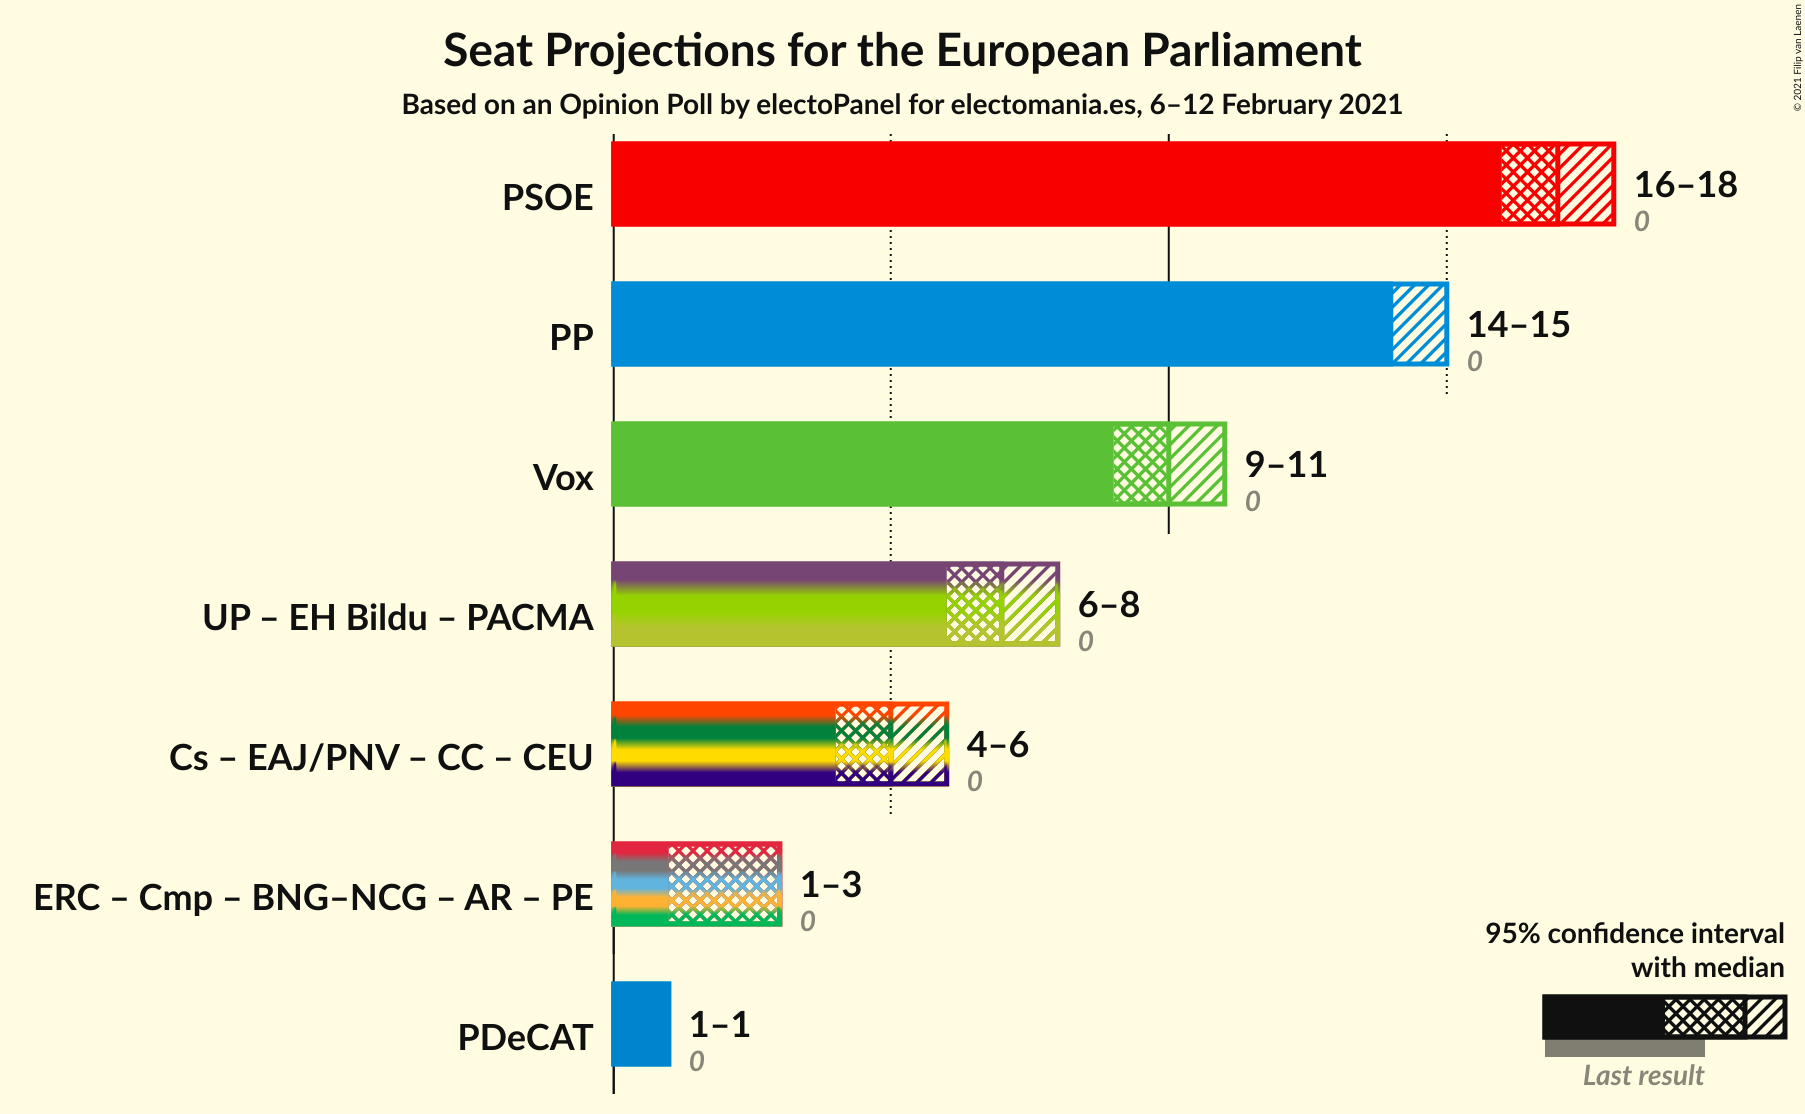 Seat Projections for the European Parliament
Based on an Opinion Poll by electoPanel for electomania.es, 6–12 February 2021
© 2021 Filip van Laenen
PSOE
16–18
0
PP
14–15
0
Vox
9–11
0
UP – EH Bildu – PACMA
6–8
0
Cs – EAJ/PNV – CC – CEU
4–6
0
ERC – Cmp – BNG–NCG – AR – PE
1–3
0
PDeCAT
1–1
0
95% confidence interval
with median
Last result